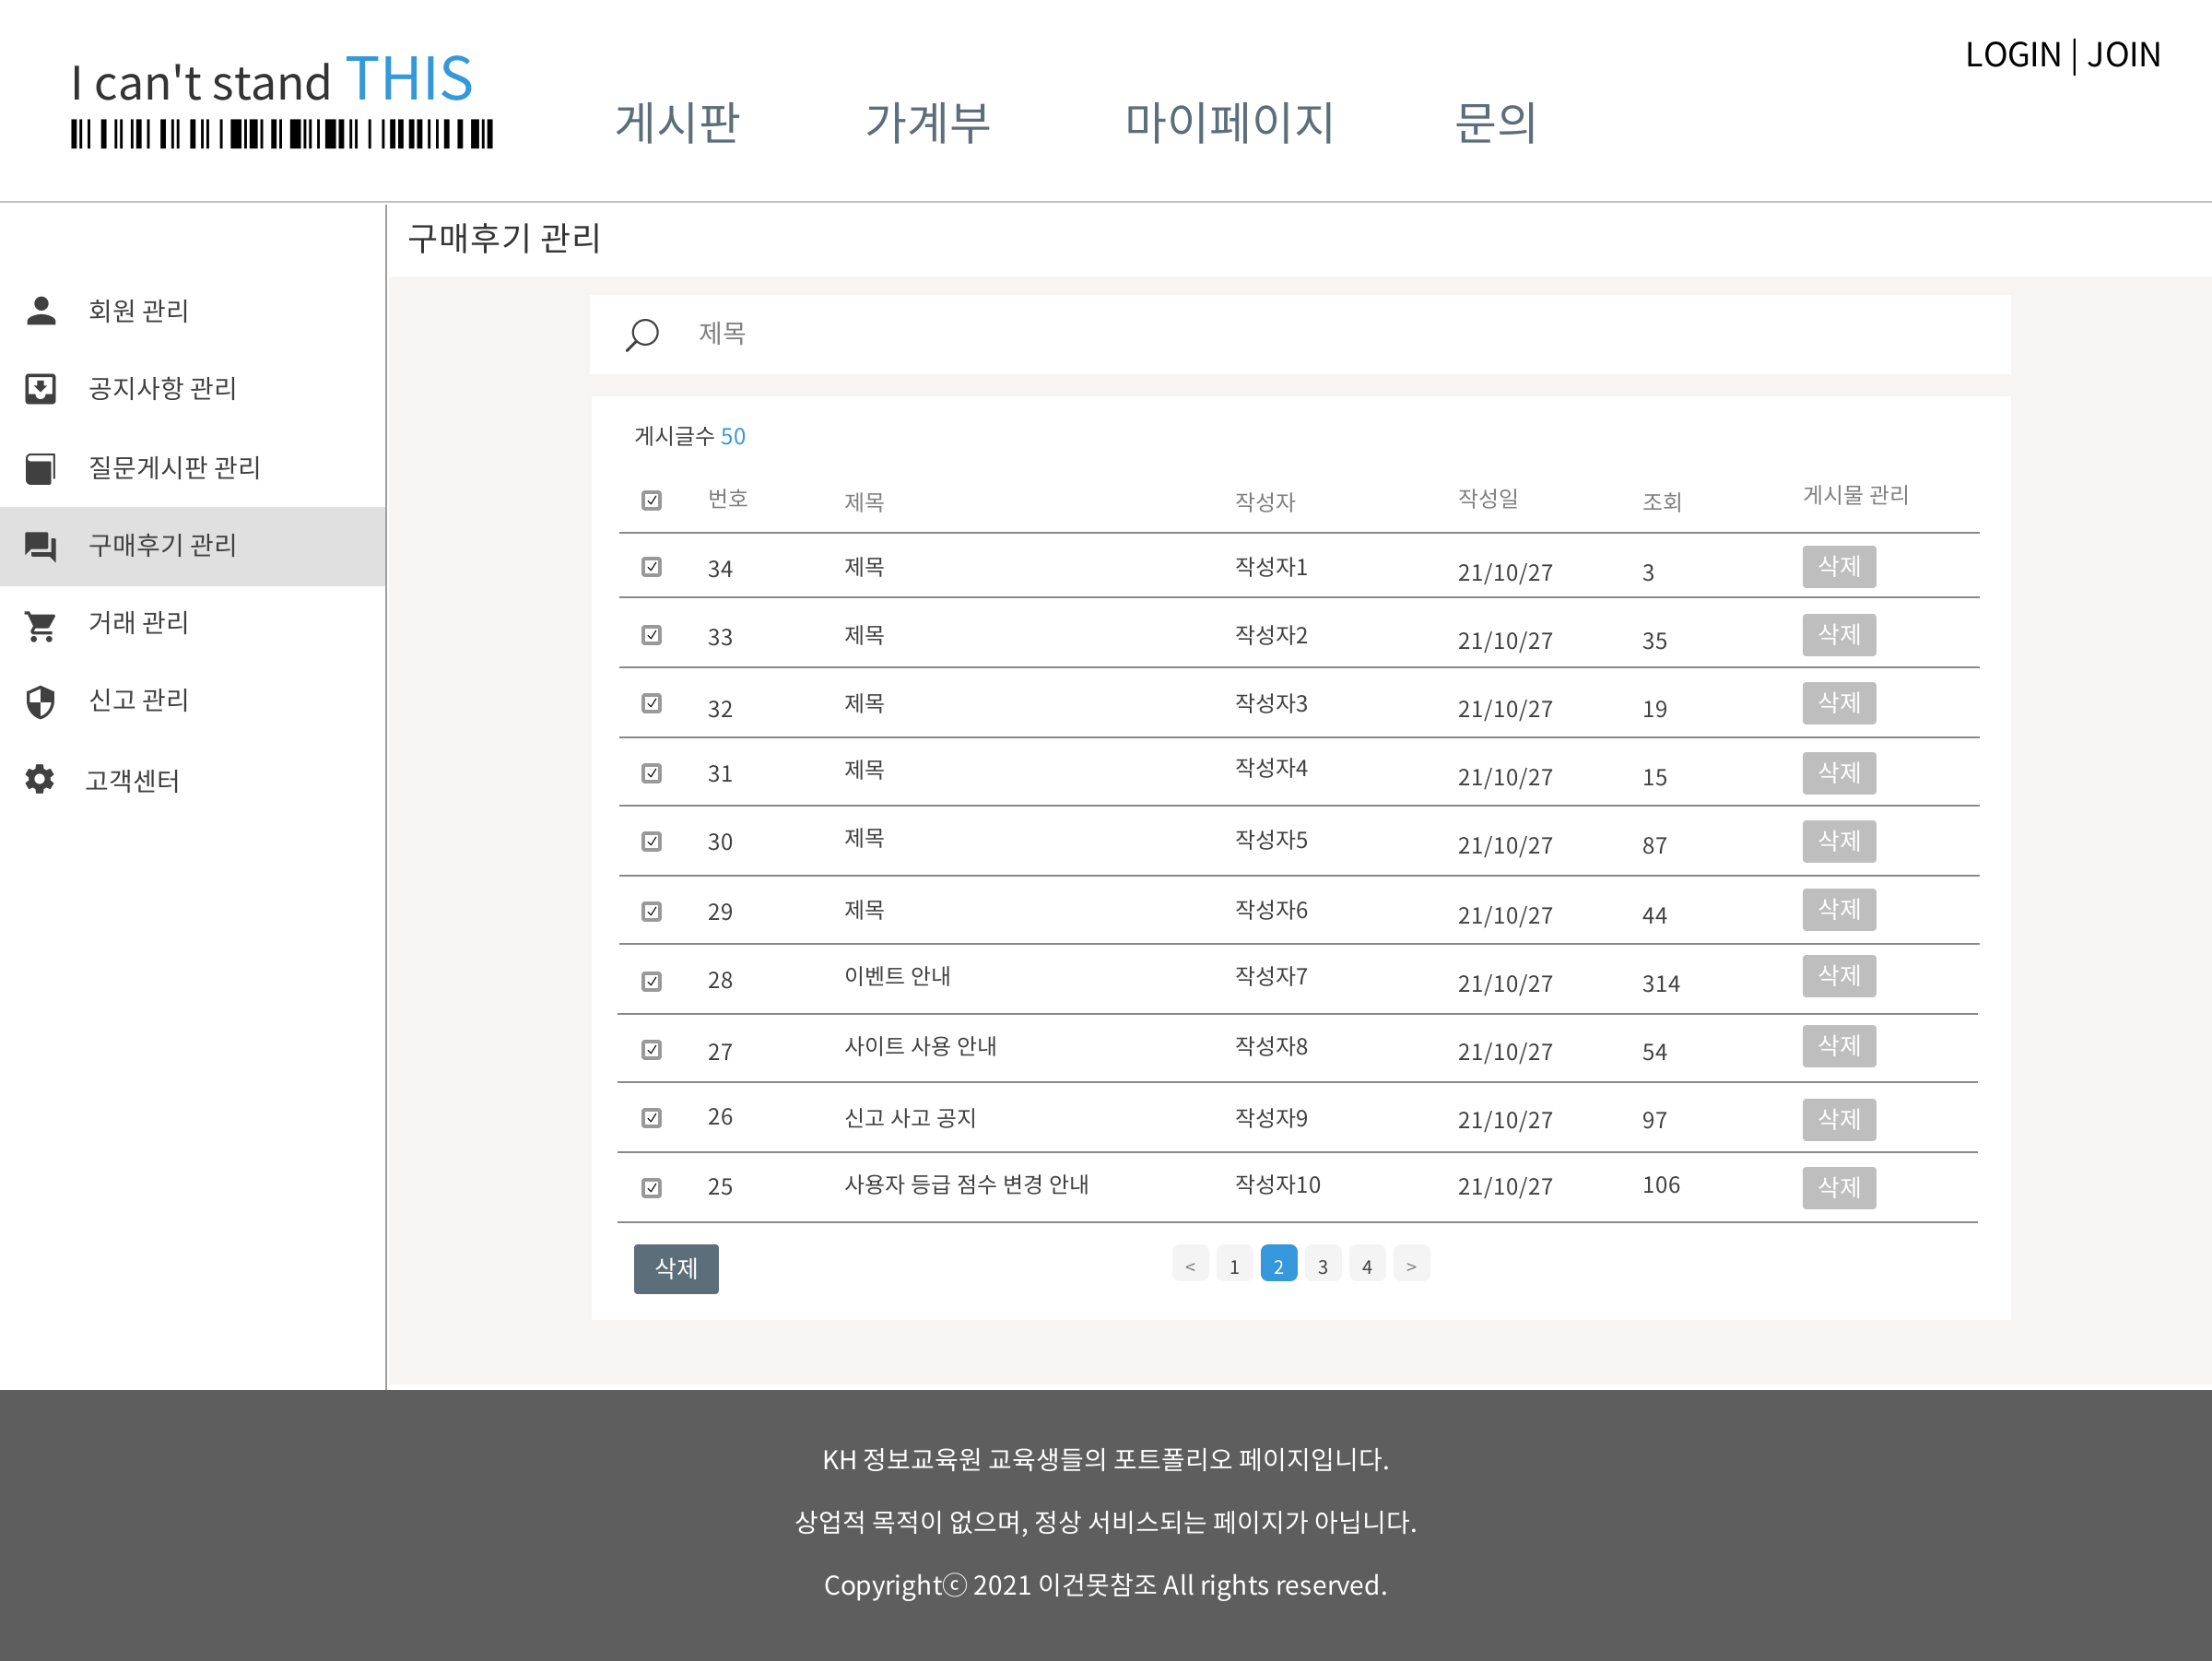 I can't stand THIS
LOGIN | JOIN
게시판 가계부 마이페이지 문의
구매후기 관리
회원 관리
공지사항 관리
질문게시판 관리
구매후기 관리
거래 관리
신고 관리
고객센터
제목
게시글수 50
번호 제목 작성자 작성일 조회 게시물 관리
34 제목 작성자1 21/10/27 3 삭제
33 제목 작성자2 21/10/27 35 삭제
32 제목 작성자3 21/10/27 19 삭제
31 제목 작성자4 21/10/27 15 삭제
30 제목 작성자5 21/10/27 87 삭제
29 제목 작성자6 21/10/27 44 삭제
28 이벤트 안내 작성자7 21/10/27 314 삭제
27 사이트 사용 안내 작성자8 21/10/27 54 삭제
26 신고 사고 공지 작성자9 21/10/27 97 삭제
25 사용자 등급 점수 변경 안내 작성자10 21/10/27 106 삭제
삭제 < 1 2 3 4 >
KH 정보교육원 교육생들의 포트폴리오 페이지입니다.
상업적 목적이 없으며, 정상 서비스되는 페이지가 아닙니다.
Copyrightⓒ 2021 이건못참조 All rights reserved.